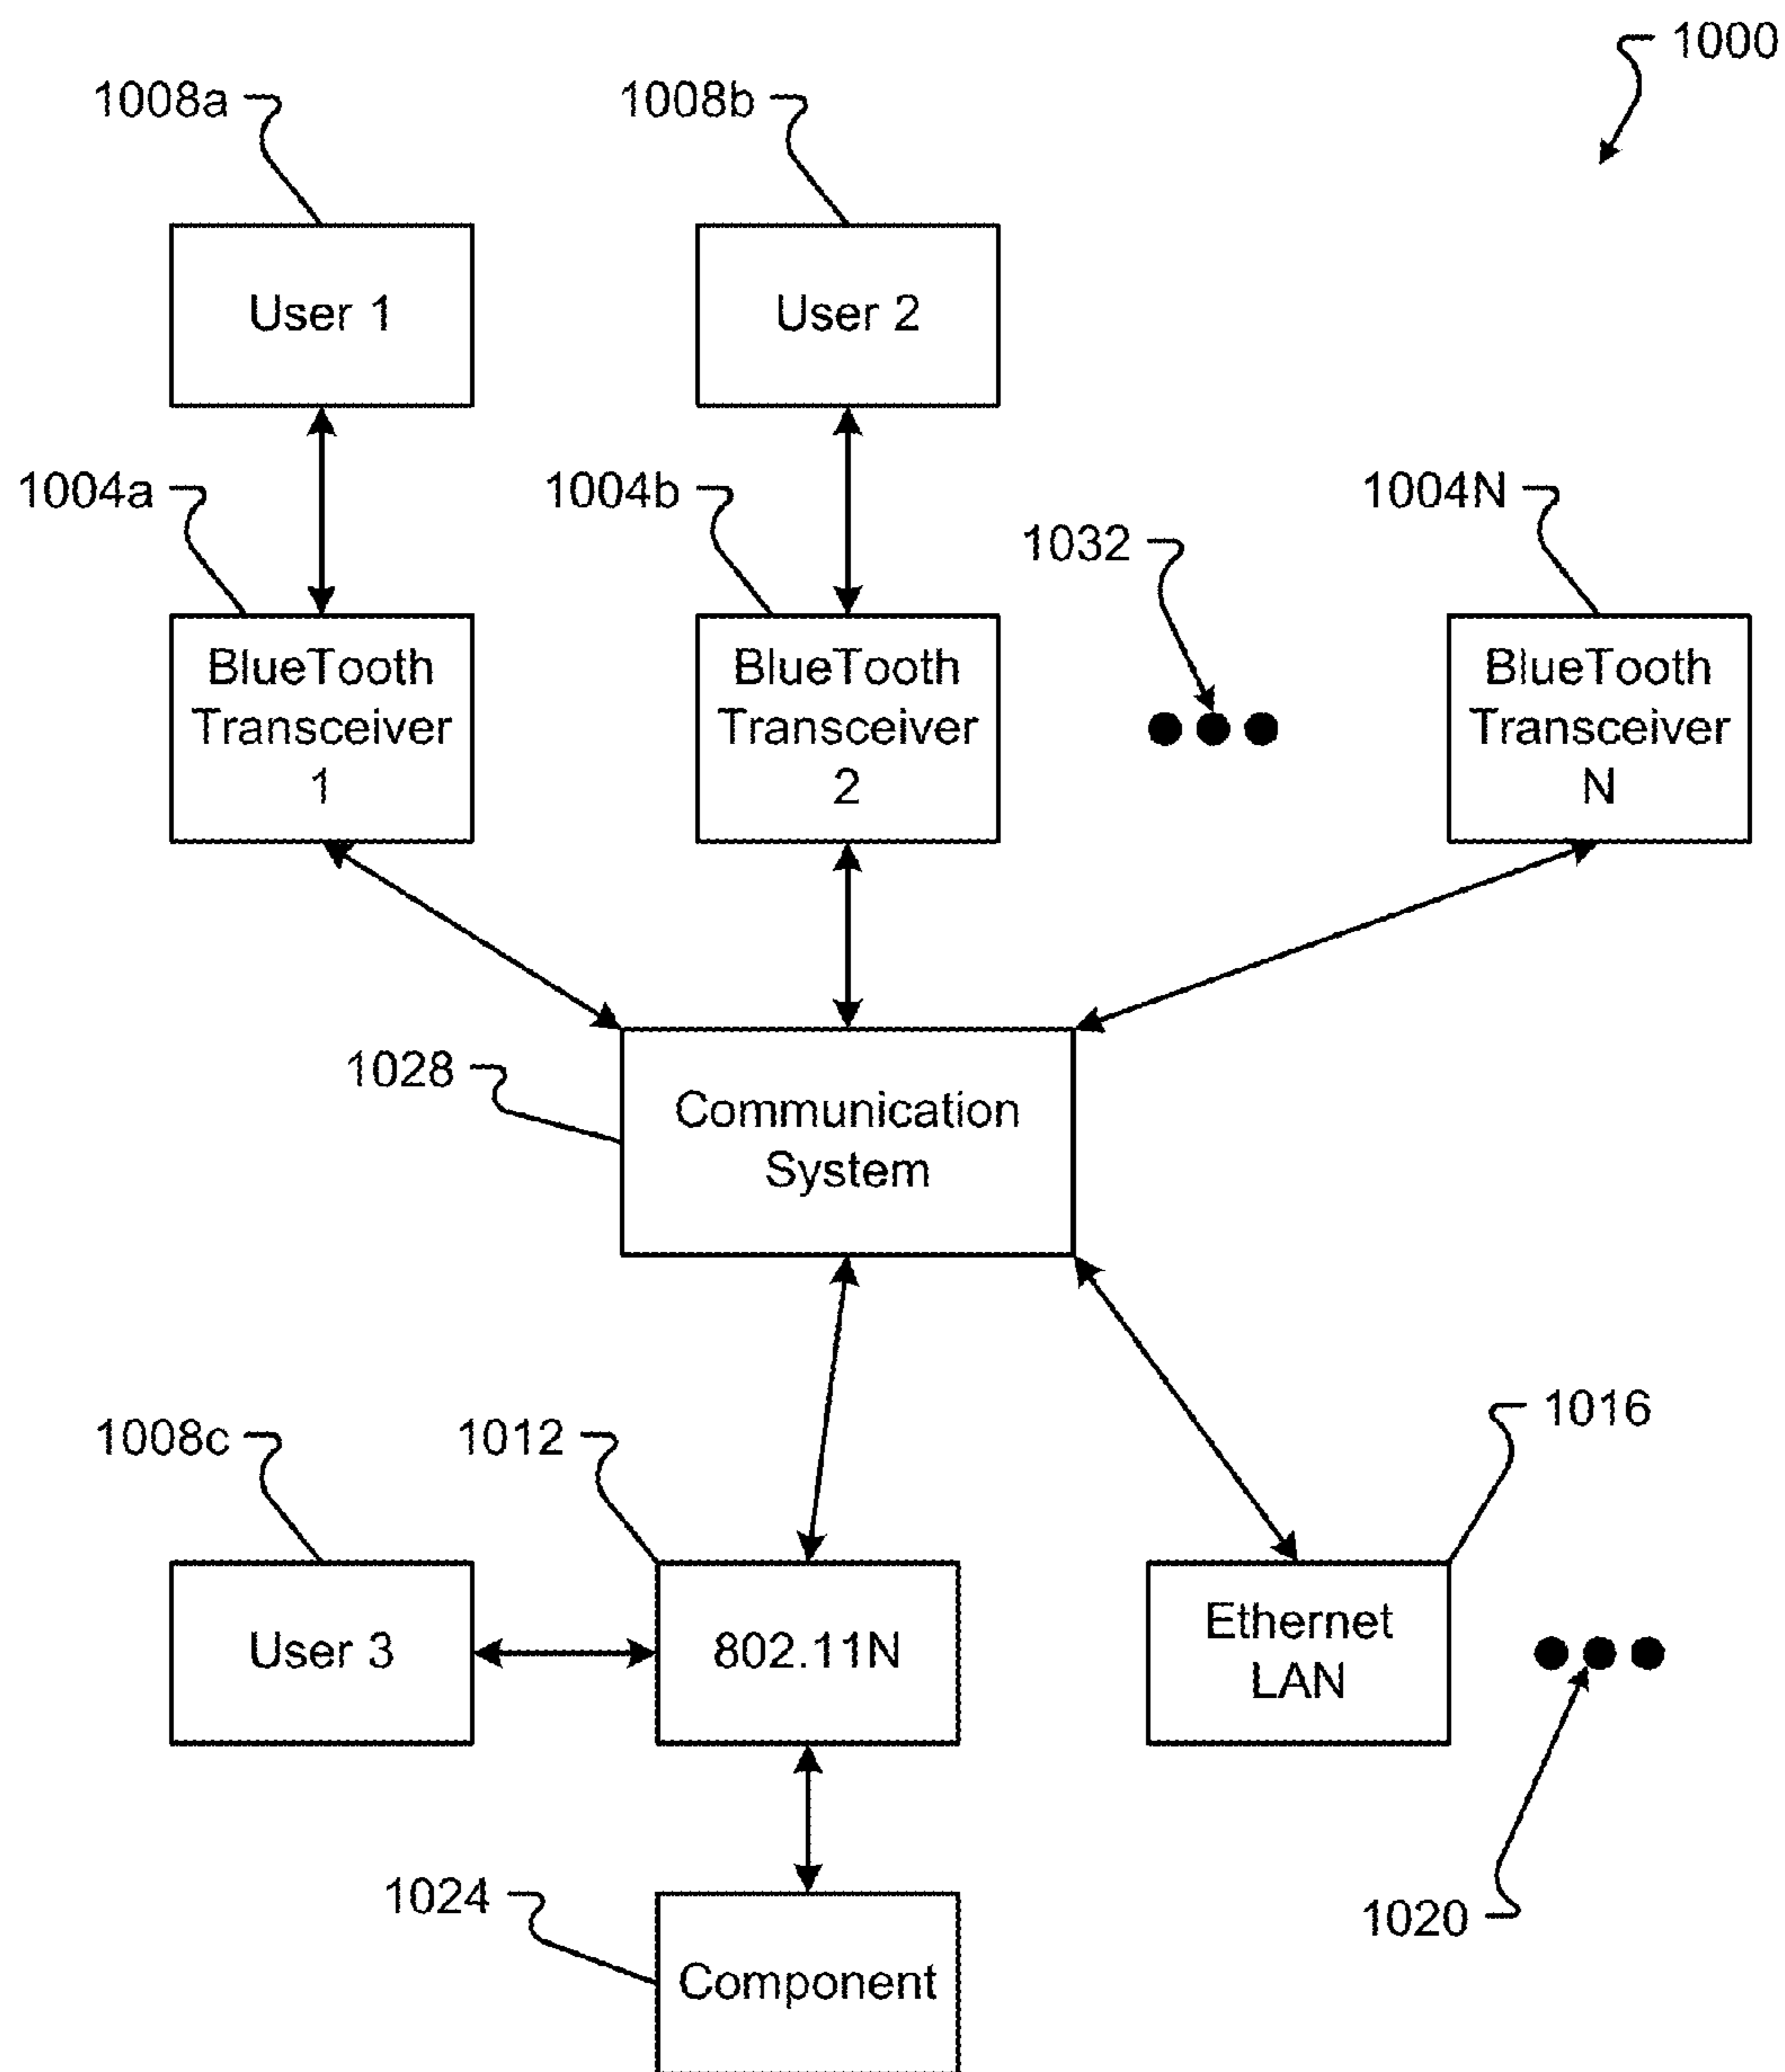 1000
1008a
1008b
User 1
User 2
1004a
1004b
1004N
1032
BlueTooth
Transceiver
1
BlueTooth
Transceiver
2
BlueTooth
Transceiver
N
1028
Communication
System
1016
1008c
1012
User 3
802.11N
Ethernet
LAN
1024
1020
Component